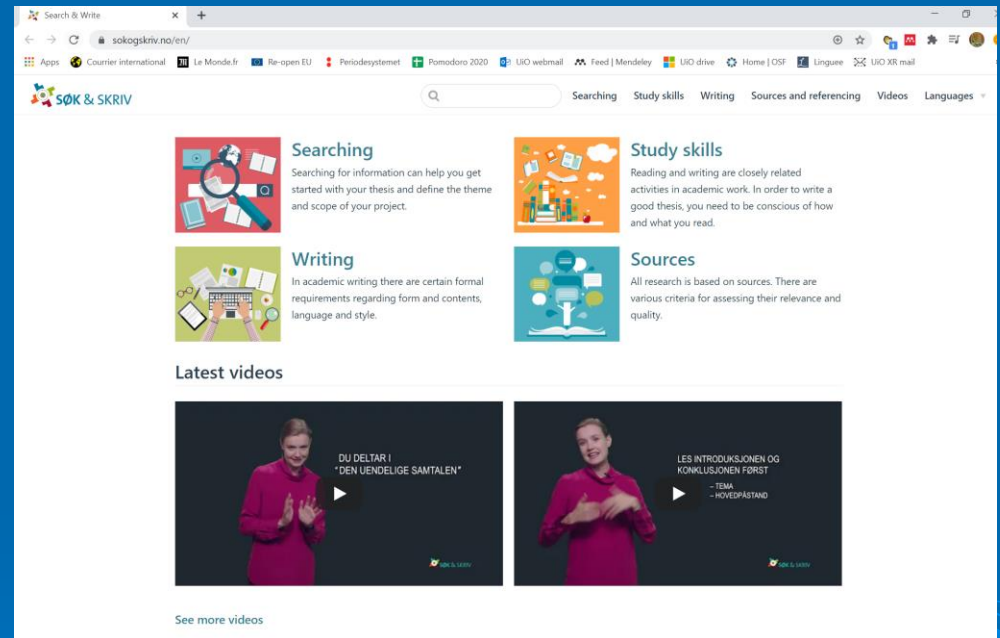 Search & Write
sokogskriv.no/en/
Apps Courrier international Le Monde.fr Re-open EU Periodesystemet Pomodoro 2020 UiO webmail Feed | Mendeley UiO drive Home | OSF Linguee UiO XR mail
SØK & SKRIV Searching Study skills Writing Sources and referencing Videos Languages
Searching
Searching for information can help you get
started with your thesis and define the theme
and scope of your project.
Study skills
Reading and writing are closely related
activities in academic work. In order to write a
good thesis, you need to be conscious of how
and what you read.
Writing
In academic writing there are certain formal
requirements regarding form and contents,
language and style.
Sources
All research is based on sources. There are
various criteria for assessing their relevance and
quality.
Latest videos
DU DELTAR I
"DEN UENDELIGE SAMTALEN"
SØK & SKRIV
LES INTRODUKSJONEN OG
KONKLUSJONEN FØRST
– TEMA
– HOVEDPÅSTAND
SØK & SKRIV
See more videos